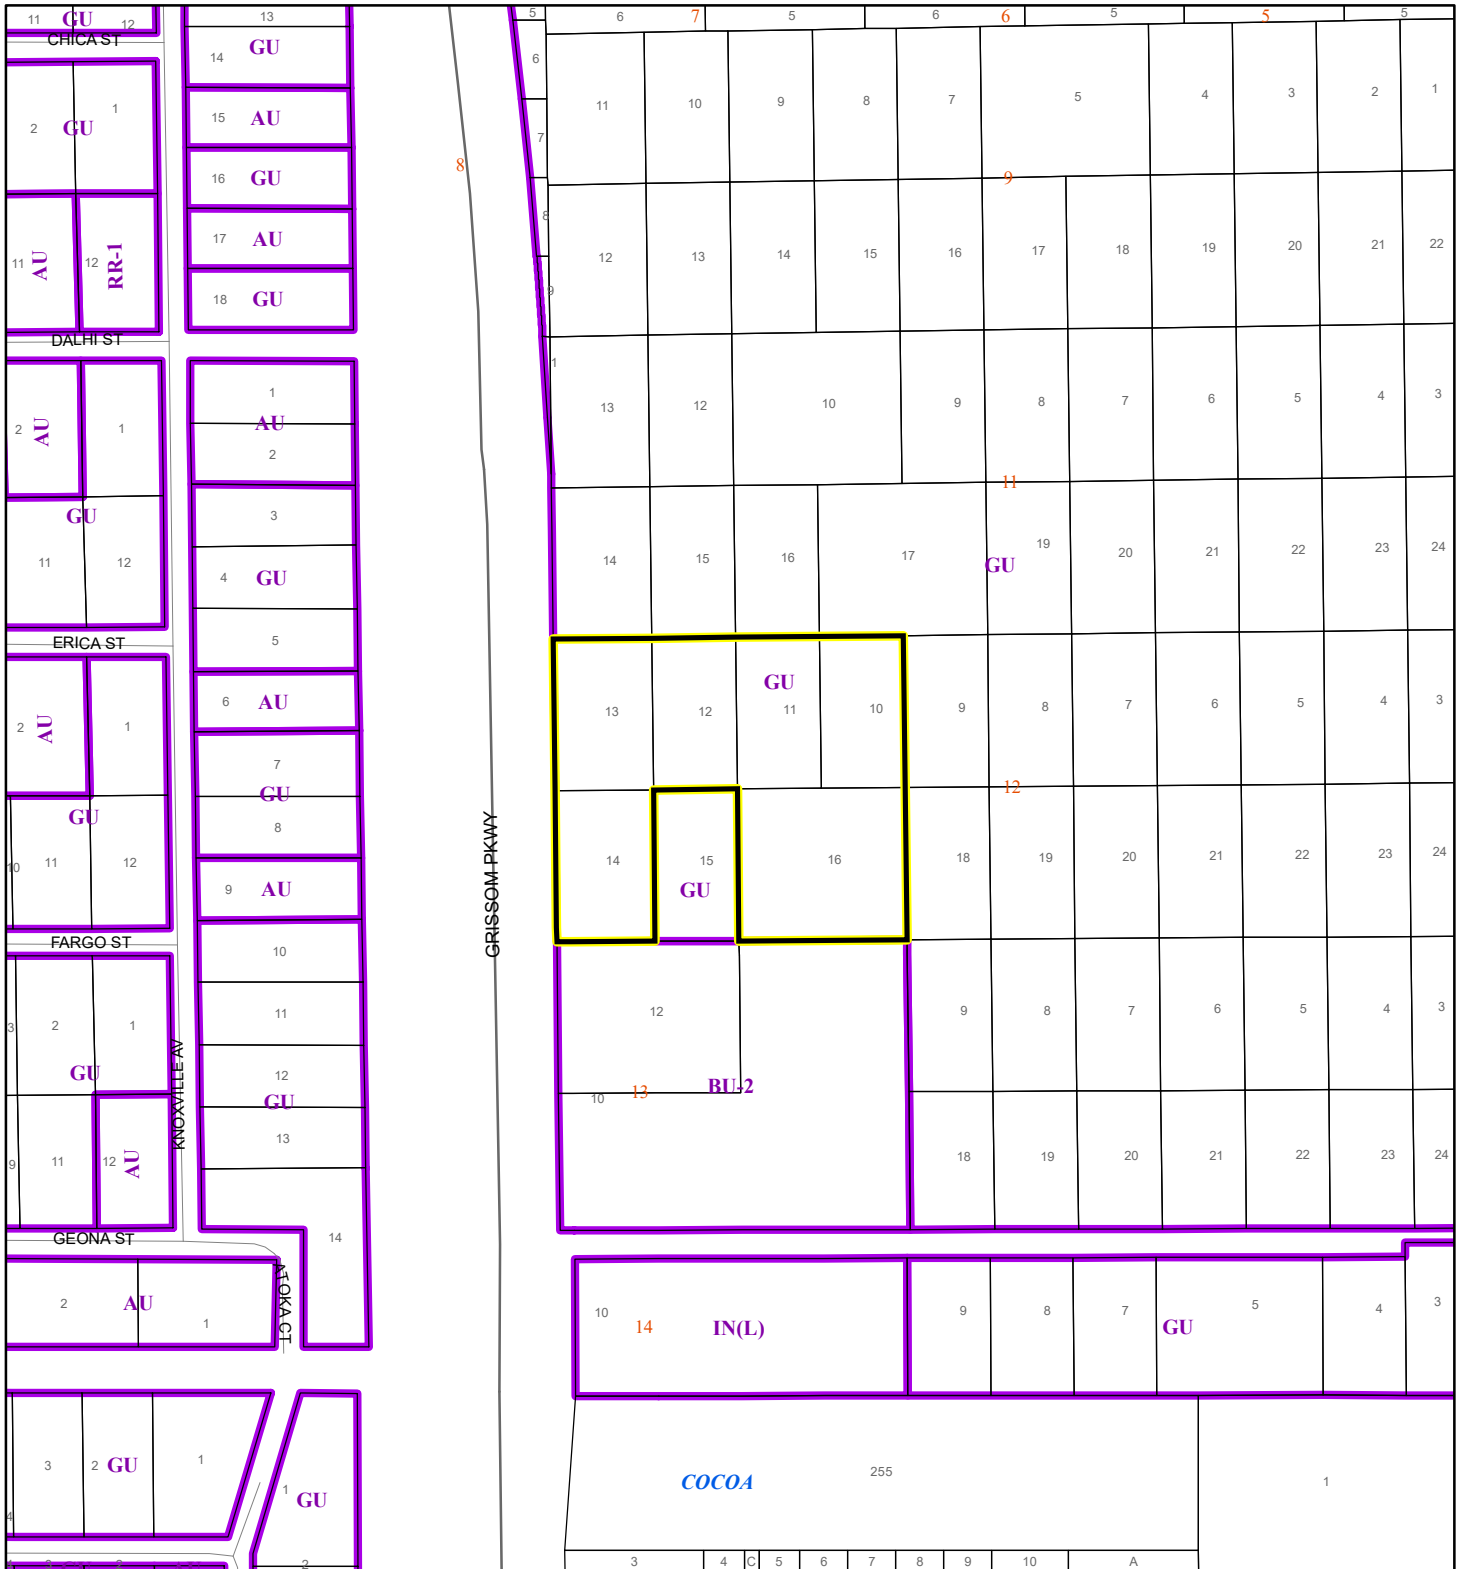 11 GU 12
CHICA ST
2 GU 1
11 AU 12 RR-1
DALHI ST
2 AU 1
GU
11 12
ERICA ST
2 AU 1
GU
10 11 12
FARGO ST
3 2 1
GU
9 11 12 AU
GEONA ST
2 AU 1
3 2 GU 1
4
KNOXVILLE AV
ATOKA CT
13
14 GU
15 AU
16 GU
17 AU
18 GU
1
AU
2
3
4 GU
5
6 AU
7
GU
8
9 AU
10
11
12
GU
13
14
1 GU
2
8
GRISSOM PKWY
5 6 7 5 6 6 5 5 5
6
7
8
9
1
11 10 9 8 7 5 4 3 2 1
9
12 13 14 15 16 17 18 19 20 21 22
13 12 10 9 8 7 6 5 4 3
11
14 15 16 17 GU 19 20 21 22 23 24
GU
13 12 11 10 9 8 7 6 5 4 3
12
14 15 16 18 19 20 21 22 23 24
GU
12 9 8 7 6 5 4 3
10 13 BU-2
18 19 20 21 22 23 24
10 14 IN(L) 9 8 7 GU 5 4 3
COCOA 255 1
3 4 C 5 6 7 8 9 10 A